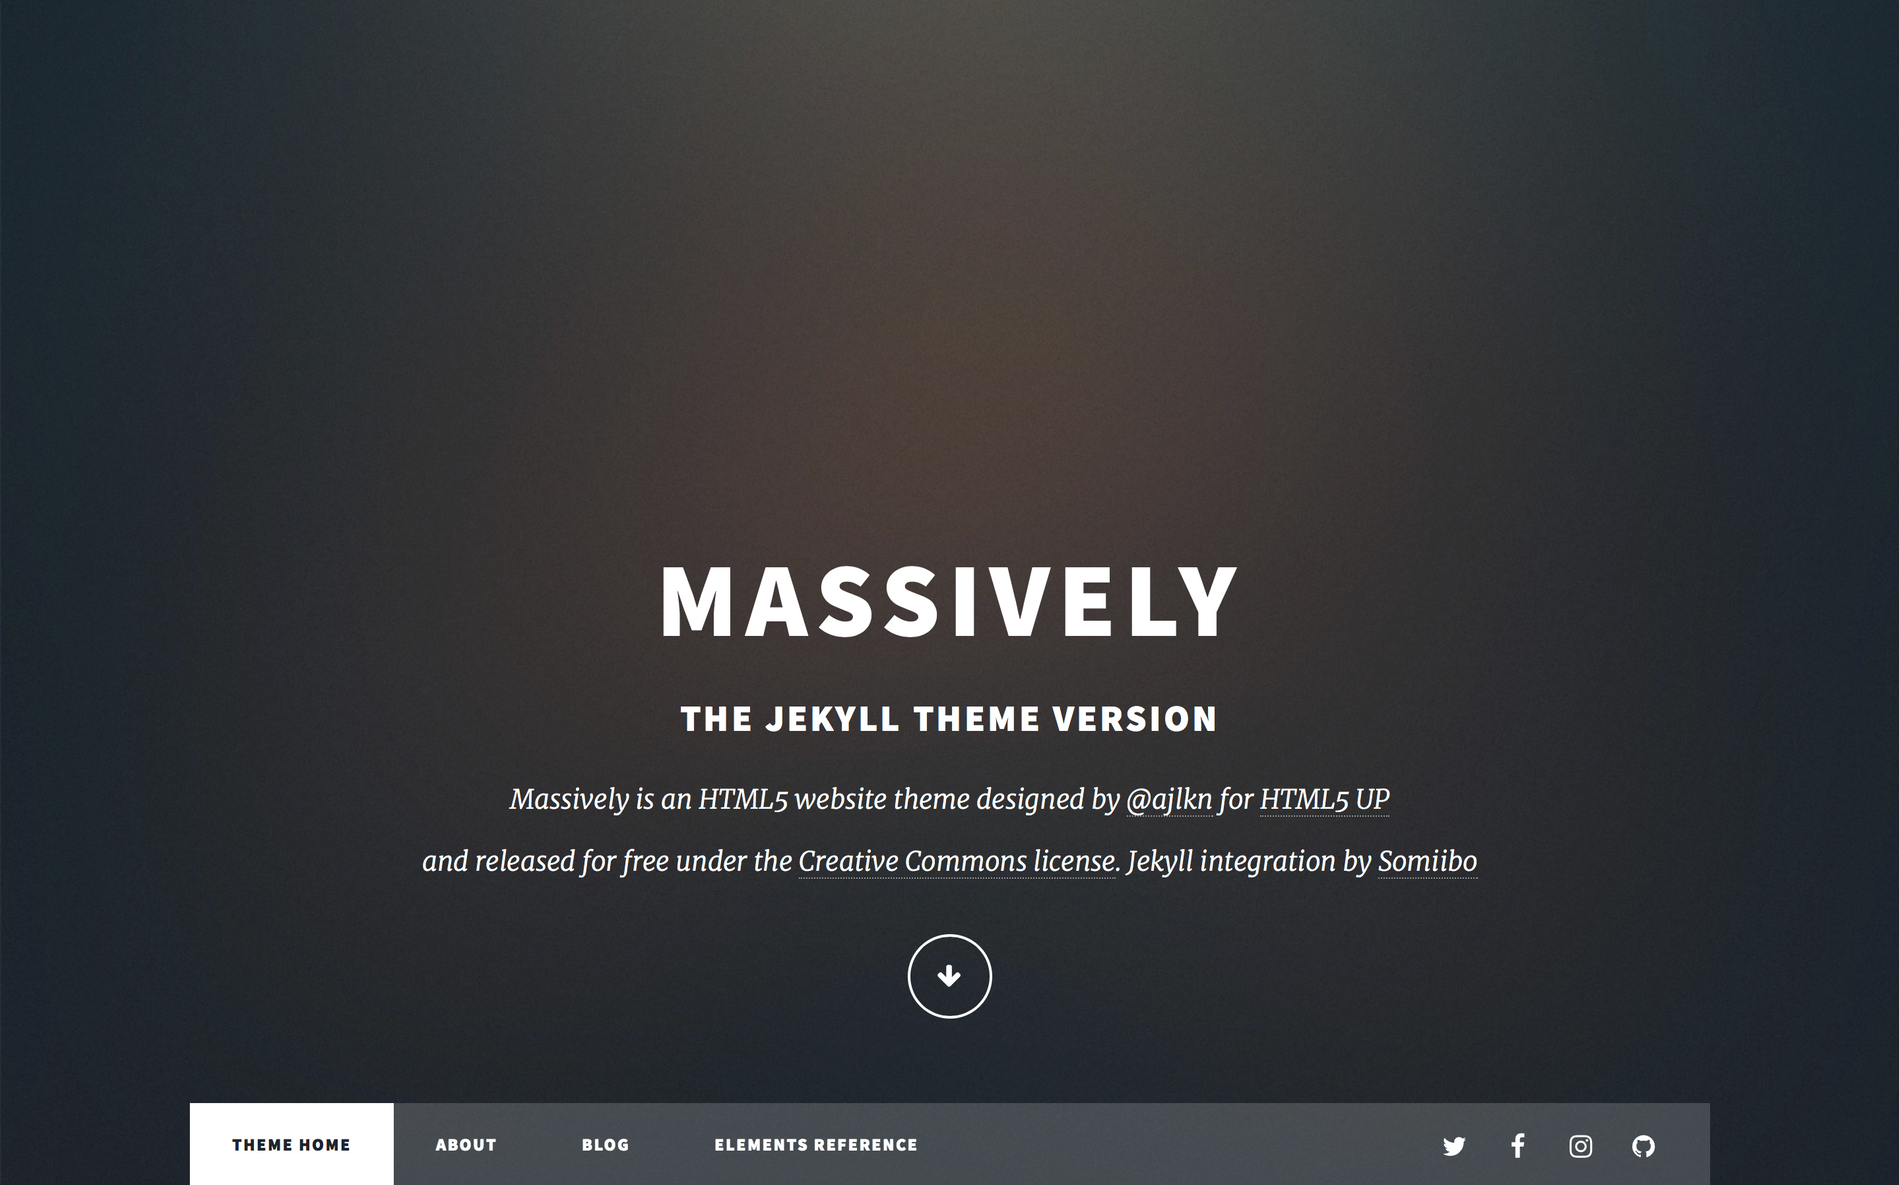 MASSIVELY
THE JEKYLL THEME VERSION
Massively is an HTML5 website theme designed by @ajlkn for HTML5 UP
and released for free under the Creative Commons license. Jekyll integration by Somiibo
THEME HOME ABOUT BLOG ELEMENTS REFERENCE